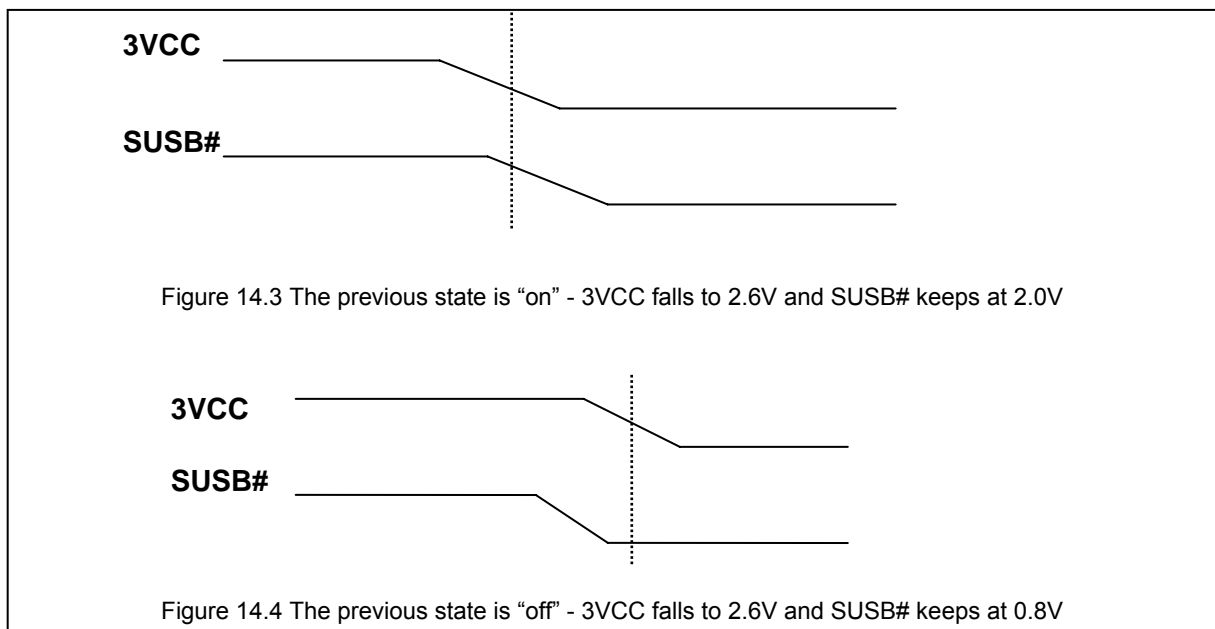 3VCC
SUSB#
Figure 14.3 The previous state is “on” - 3VCC falls to 2.6V and SUSB# keeps at 2.0V
3VCC
SUSB#
Figure 14.4 The previous state is “off” - 3VCC falls to 2.6V and SUSB# keeps at 0.8V